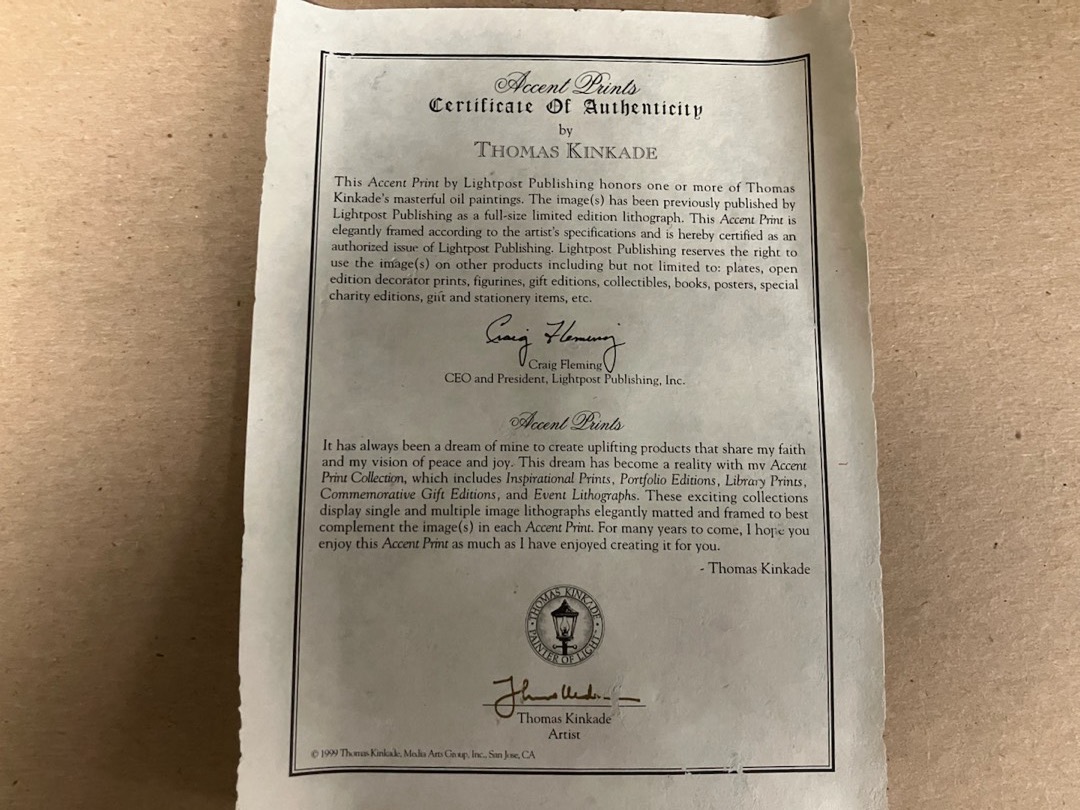 Accent Prints
Certificate Of Authenticity
by
THOMAS KINKADE
This Accent Print by Lightpost Publishing honors one or more of Thomas
Kinkade's masterful oil paintings. The image(s) has been previously published by
Lightpost Publishing as a full-size limited edition lithograph. This Accent Print is
elegantly framed according to the artist's specifications and is hereby certified as an
authorized issue of Lightpost Publishing. Lightpost Publishing reserves the right to
use the image(s) on other products including but not limited to: plates, open
edition decorator prints, figurines, gift editions, collectibles, books, posters, special
charity editions, gift and stationery items, etc.
Craig Fleming
Craig Fleming
CEO and President, Lightpost Publishing, Inc.
Accent Prints
It has always been a dream of mine to create uplifting products that share my faith
and my vision of peace and joy. This dream has become a reality with my Accent
Print Collection, which includes Inspirational Prints, Portfolio Editions, Library Prints,
Commemorative Gift Editions, and Event Lithographs. These exciting collections
display single and multiple image lithographs elegantly matted and framed to best
complement the image(s) in each Accent Print. For many years to come, I hope you
enjoy this Accent Print as much as I have enjoyed creating it for you.
- Thomas Kinkade
THOMAS KINKADE
PAINTER OF LIGHT
Thomas Kinkade
Artist
© 1999 Thomas Kinkade, Media Arts Group, Inc., San Jose, CA